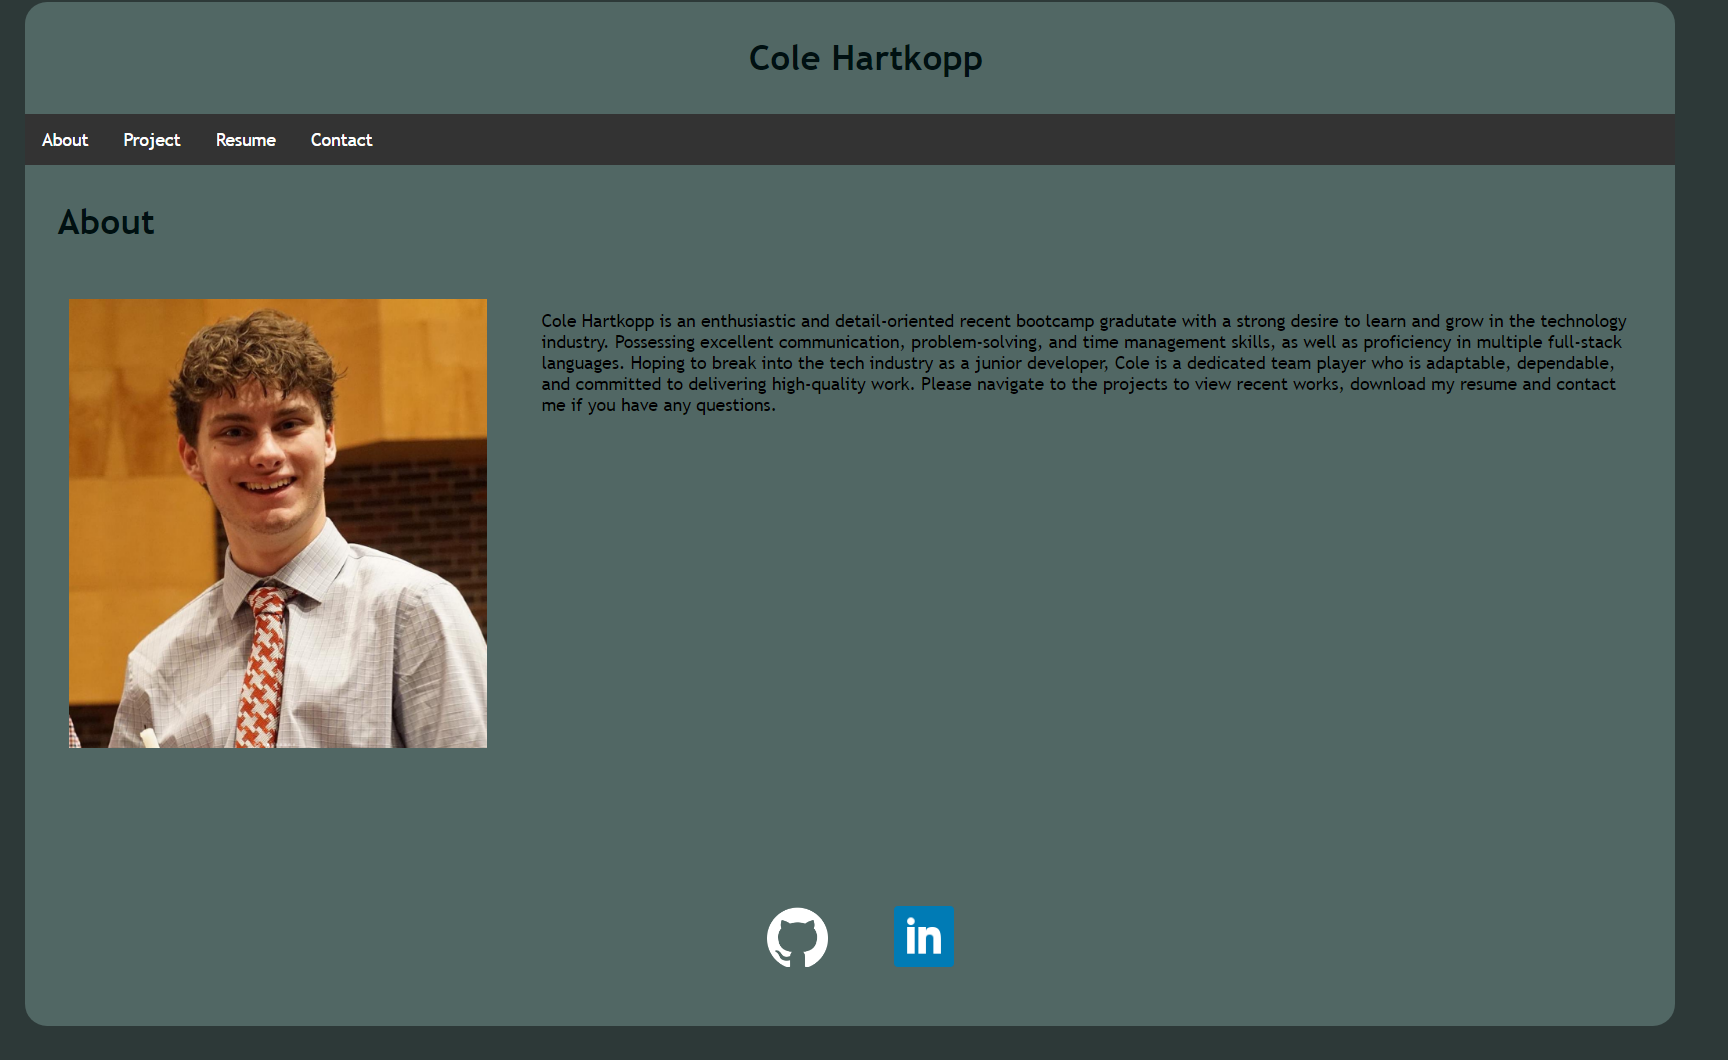 Cole Hartkopp
About Project Resume Contact
About
Cole Hartkopp is an enthusiastic and detail-oriented recent bootcamp gradutate with a strong desire to learn and grow in the technology
industry. Possessing excellent communication, problem-solving, and time management skills, as well as proficiency in multiple full-stack
languages. Hoping to break into the tech industry as a junior developer, Cole is a dedicated team player who is adaptable, dependable,
and committed to delivering high-quality work. Please navigate to the projects to view recent works, download my resume and contact
me if you have any questions.
in